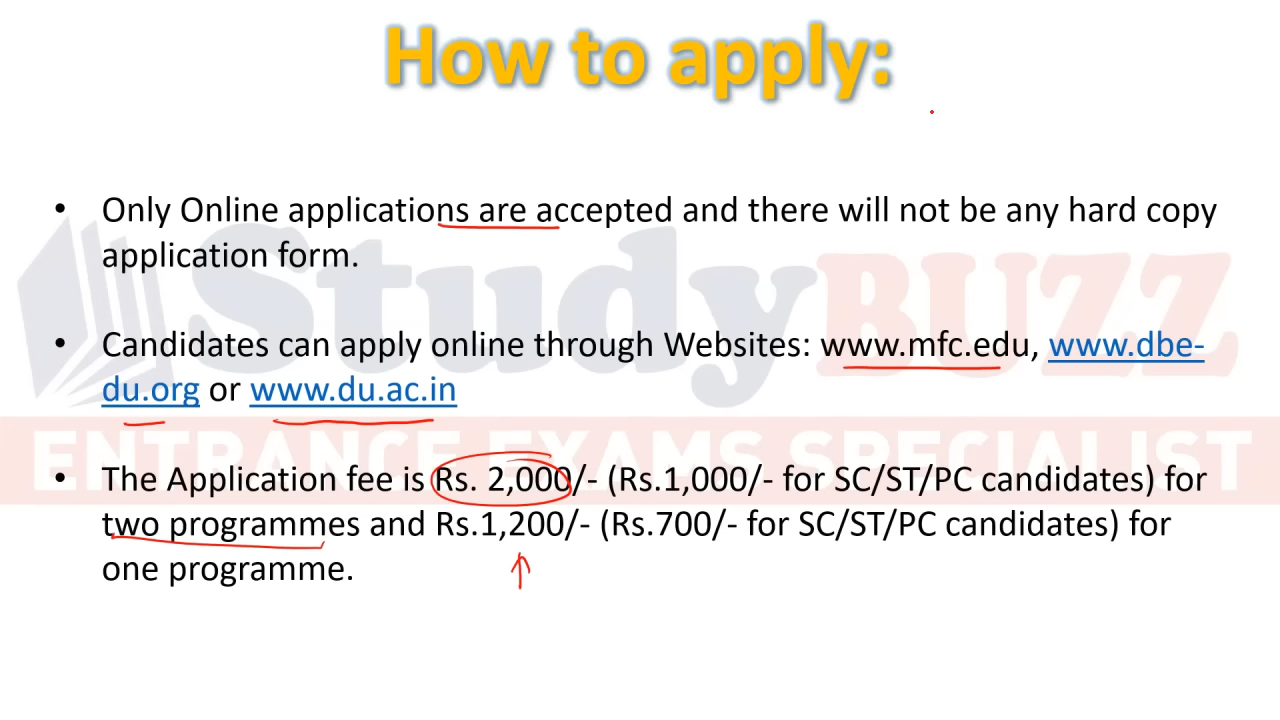 How to apply:
• Only Online applications are accepted and there will not be any hard copy
application form.
StudyBUZZ
• Candidates can apply online through Websites: www.mfc.edu, www.dbe-
du.org or www.du.ac.in
ENTRANCE EXAMS SPECIALIST
• The Application fee is Rs. 2,000/- (Rs.1,000/- for SC/ST/PC candidates) for
two programmes and Rs.1,200/- (Rs.700/- for SC/ST/PC candidates) for
one programme.